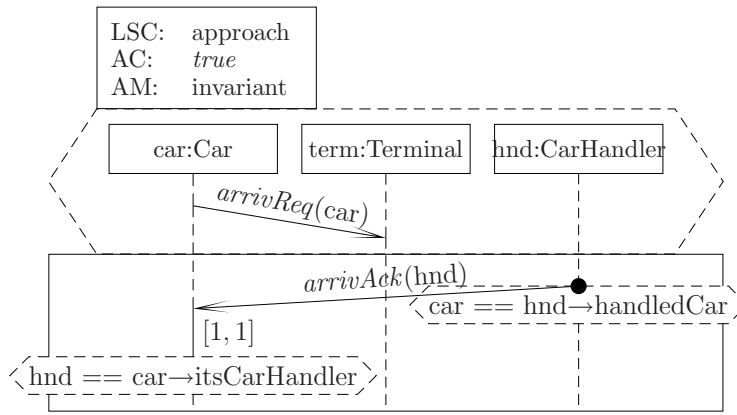 LSC: approach
AC: true
AM: invariant
car:Car
term:Terminal
hnd:CarHandler
arrivReq(car)
arrivAck(hnd)
car == hnd→handledCar
[1, 1]
hnd == car→itsCarHandler